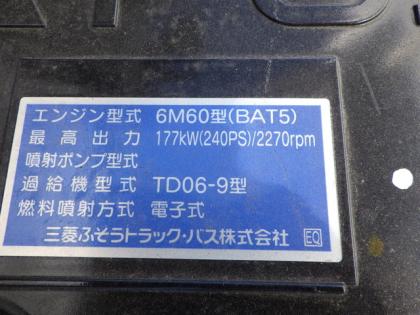 エンジン型式 6M60型(BAT5)
最高出力 177kW(240PS)/2270rpm
噴射ポンプ型式
過給機型式 TD06-9型
燃料噴射方式 電子式
三菱ふそうトラック・バス株式会社 EQ